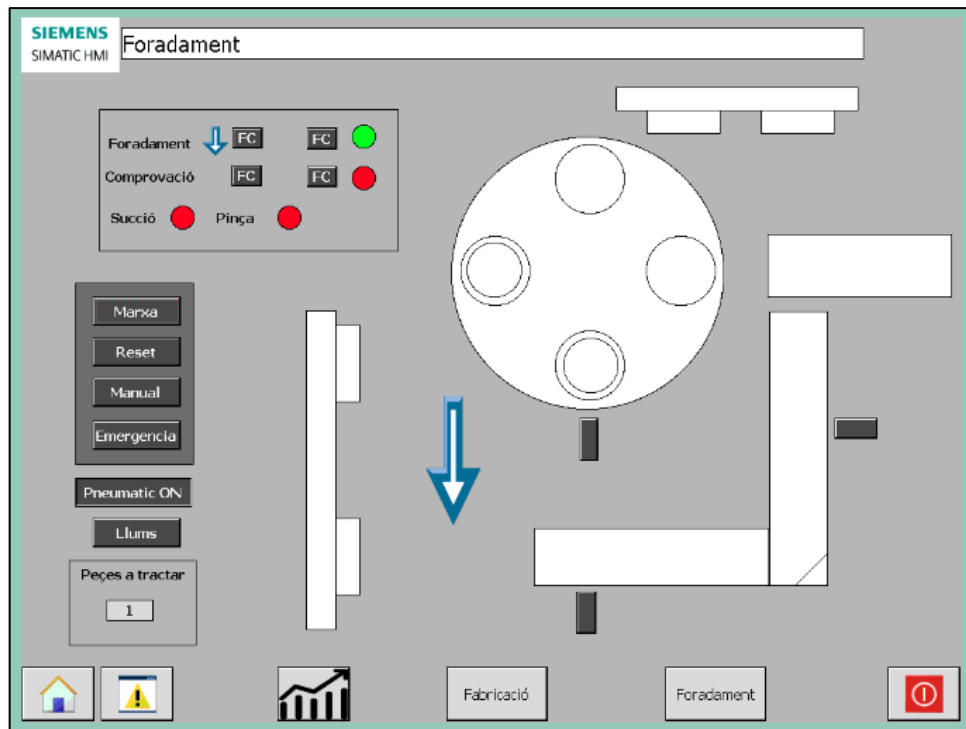 SIEMENS
SIMATIC HMI
Foradament
Foradament FC FC
Comprovació FC FC
Succió Pinça
Marxa
Reset
Manual
Emergencia
Pneumatic ON
Llums
Peçes a tractar
1
Fabricació
Foradament